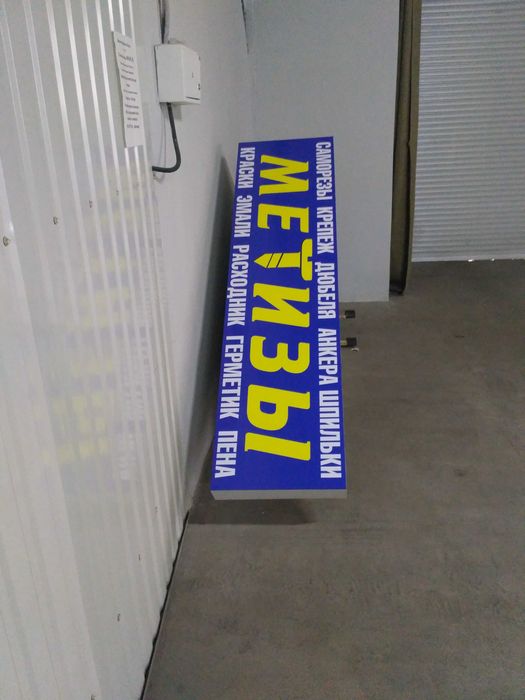 САМОРЕЗЫ КРЕПЕЖ ДЮБЕЛЯ АНКЕРА ШПИЛЬКИ
МЕТИЗЫ
КРАСКИ ЭМАЛИ РАСХОДНИК ГЕРМЕТИК ПЕНА